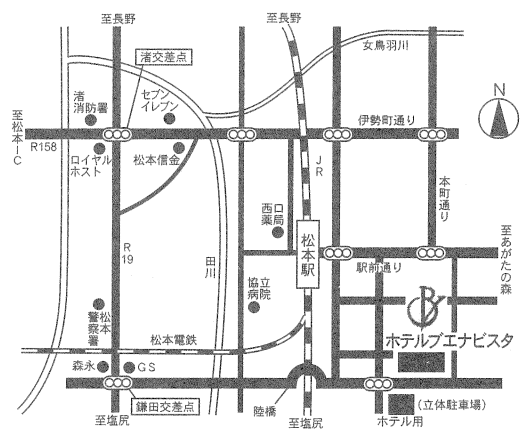 至長野
至長野
女鳥羽川
渚交差点
渚
消防署
セブン
イレブン
至松本IC
R158
伊勢町通り
N
ロイヤル
ホスト
松本信金
JR
本町通り
西口
薬局
R19
田川
松本駅
駅前通り
至あがたの森
協立
病院
松本
警察署
松本電鉄
B
ホテルブエナビスタ
森永
GS
鎌田交差点
陸橋
(立体駐車場)
ホテル用
至塩尻
至塩尻